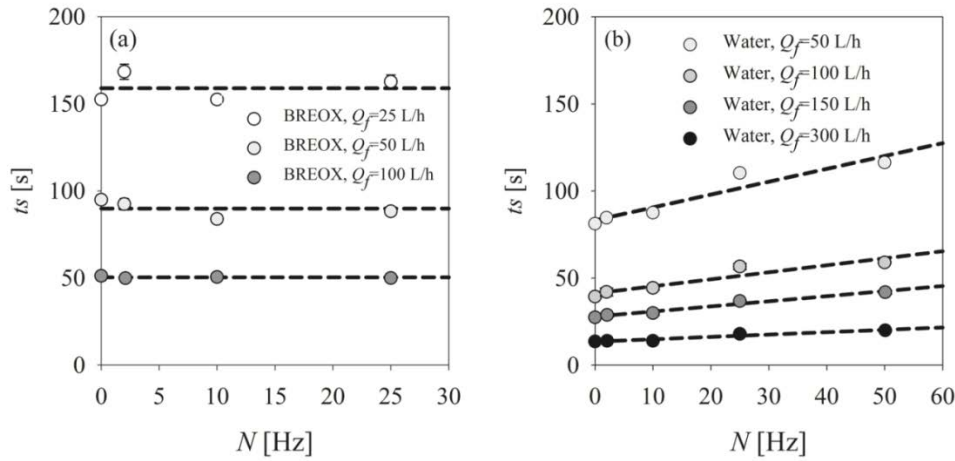 (a)
200
150
100
50
0
ts [s]
BREOX, Qf=25 L/h
BREOX, Qf=50 L/h
BREOX, Qf=100 L/h
0 5 10 15 20 25 30
N [Hz]
(b)
200
150
100
50
0
ts [s]
Water, Qf=50 L/h
Water, Qf=100 L/h
Water, Qf=150 L/h
Water, Qf=300 L/h
0 10 20 30 40 50 60
N [Hz]